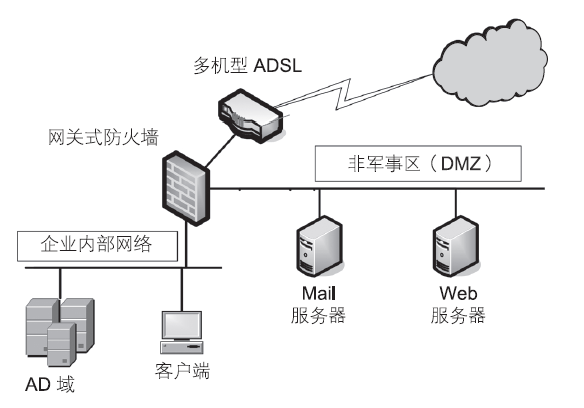 多机型 ADSL
网关式防火墙
非军事区（DMZ）
企业内部网络
Mail
服务器
Web
服务器
AD 域
客户端